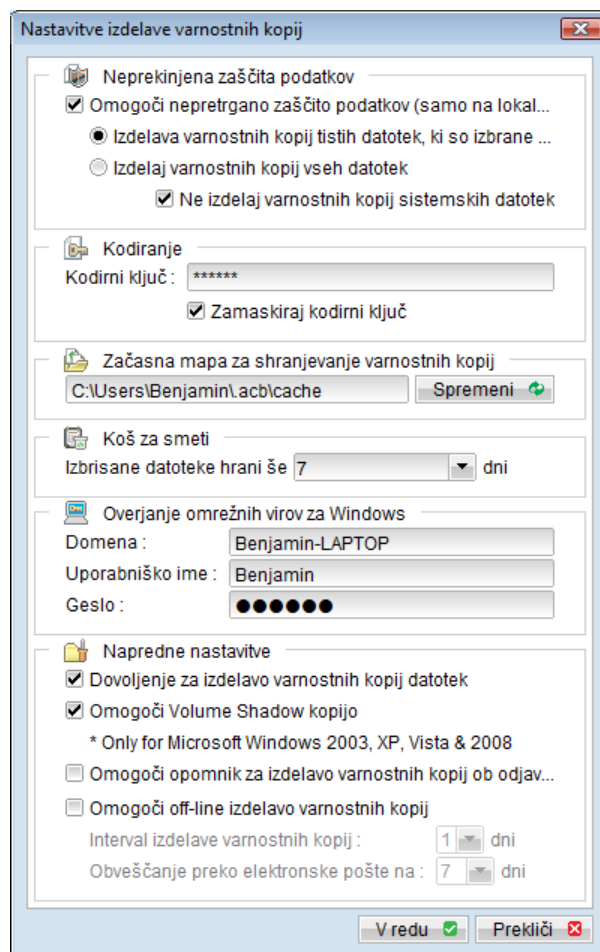 Nastavitve izdelave varnostnih kopij
Neprekinjena zaščita podatkov
Omogoči nepretrgano zaščito podatkov (samo na lokal...
Izdelava varnostnih kopij tistih datotek, ki so izbrane ...
Izdelaj varnostnih kopij vseh datotek
Ne izdelaj varnostnih kopij sistemskih datotek
Kodiranje
Kodirni ključ : ******
Zamaskiraj kodirni ključ
Začasna mapa za shranjevanje varnostnih kopij
C:\Users\Benjamin\.acb\cache Spremeni
Koš za smeti
Izbrisane datoteke hrani še 7 dni
Overjanje omrežnih virov za Windows
Domena : Benjamin-LAPTOP
Uporabniško ime : Benjamin
Geslo : ●●●●●●
Napredne nastavitve
Dovoljenje za izdelavo varnostnih kopij datotek
Omogoči Volume Shadow kopijo
* Only for Microsoft Windows 2003, XP, Vista & 2008
Omogoči opomnik za izdelavo varnostnih kopij ob odjav...
Omogoči off-line izdelavo varnostnih kopij
Interval izdelave varnostnih kopij : 1 dni
Obveščanje preko elektronske pošte na : 7 dni
V redu Prekliči